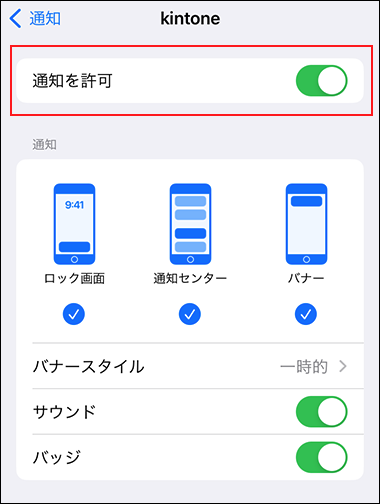 通知 kintone
通知を許可
通知
9:41
ロック画面 通知センター バナー
バナースタイル 一時的
サウンド
バッジ